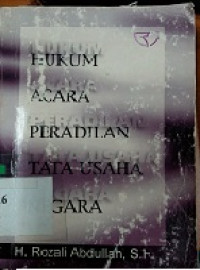 HUKUM
ACARA
PERADILAN
TATA USAHA
NEGARA
H. Rozali Abdullah, S.H.